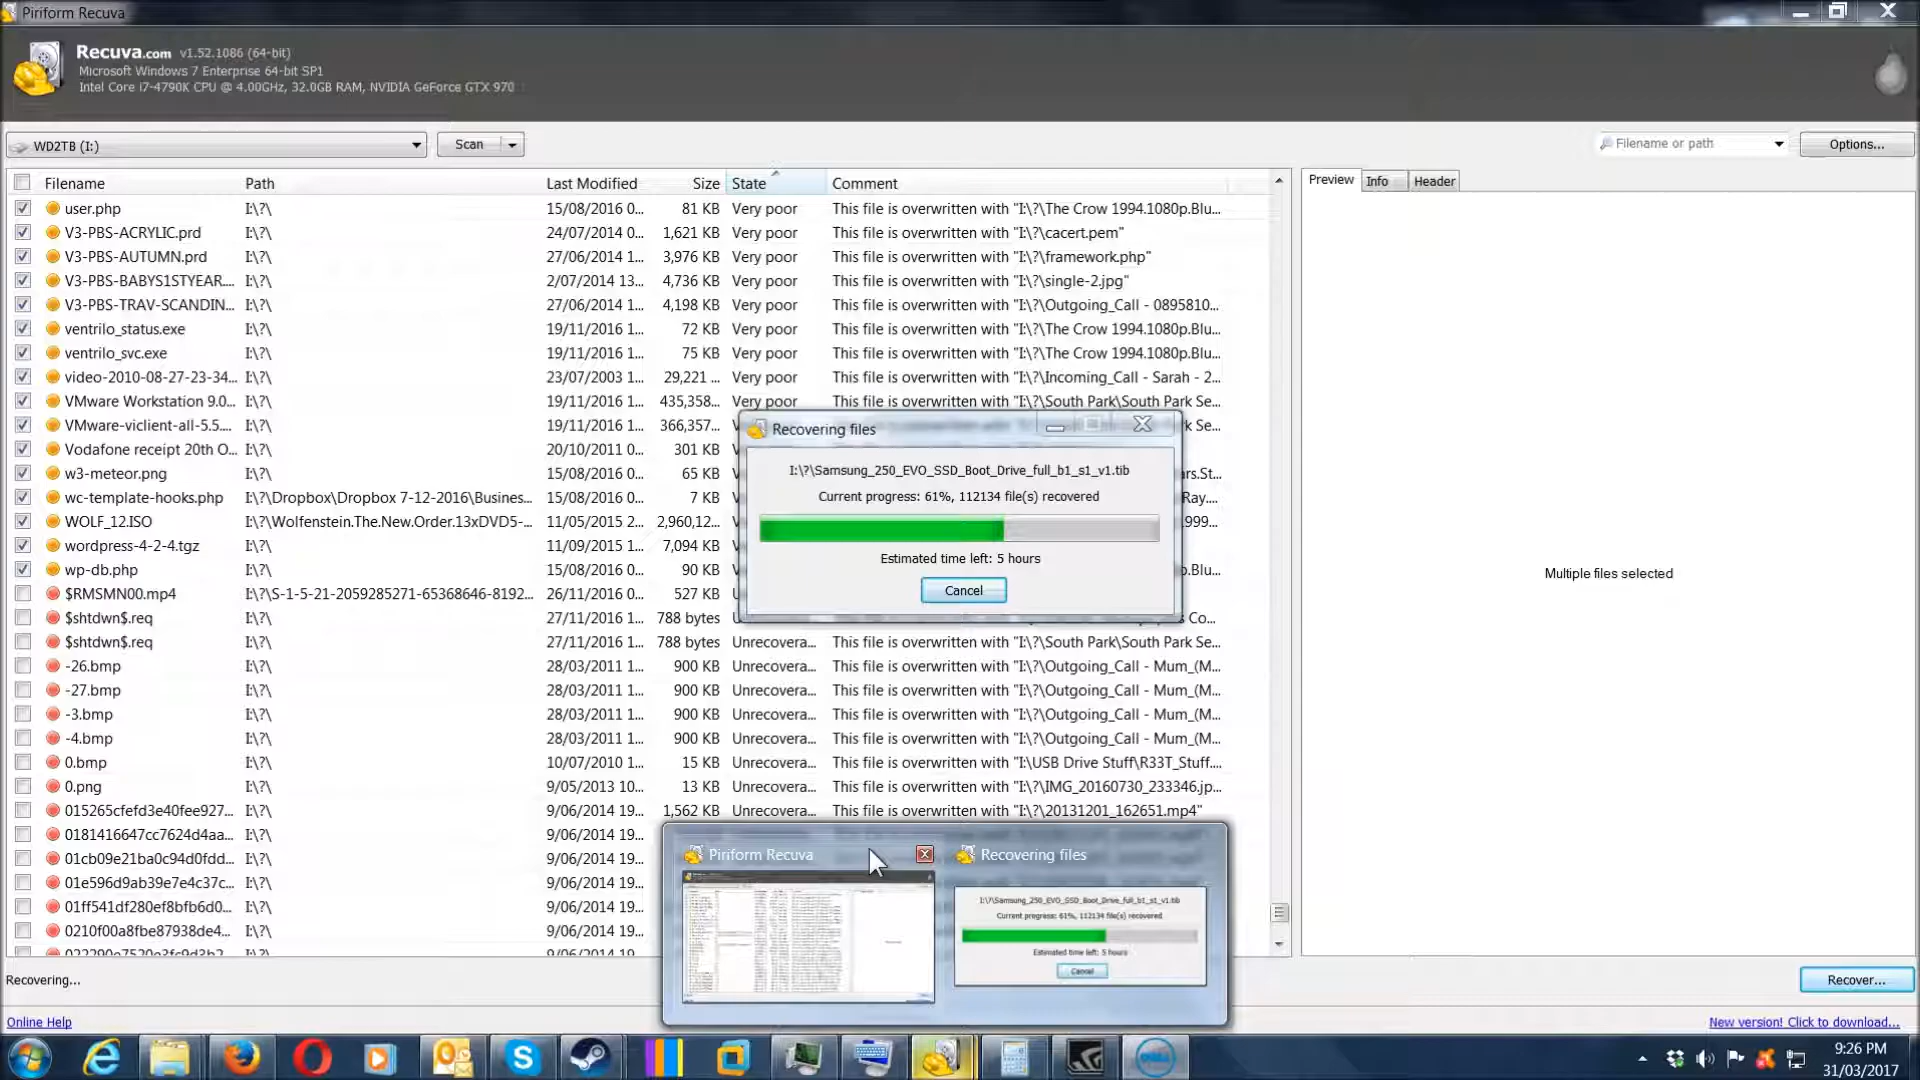 Piriform Recuva
Recuva.com v1.52.1086 (64-bit)
Microsoft Windows 7 Enterprise 64-bit SP1
Intel Core i7-4790K CPU @ 4.00GHz, 32.0GB RAM, NVIDIA GeForce GTX 970
WD2TB (I:) Scan Filename or path Options...
Filename Path Last Modified Size State Comment Preview Info Header
user.php I:\?\ 15/08/2016 0... 81 KB Very poor This file is overwritten with "I:\?\The Crow 1994.1080p.Blu...
V3-PBS-ACRYLIC.prd I:\?\ 24/07/2014 0... 1,621 KB Very poor This file is overwritten with "I:\?\cacert.pem"
V3-PBS-AUTUMN.prd I:\?\ 27/06/2014 1... 3,976 KB Very poor This file is overwritten with "I:\?\framework.php"
V3-PBS-BABYS1STYEAR.... I:\?\ 2/07/2014 13... 4,736 KB Very poor This file is overwritten with "I:\?\single-2.jpg"
V3-PBS-TRAV-SCANDIN... I:\?\ 27/06/2014 1... 4,198 KB Very poor This file is overwritten with "I:\?\Outgoing_Call - 0895810...
ventrilo_status.exe I:\?\ 19/11/2016 1... 72 KB Very poor This file is overwritten with "I:\?\The Crow 1994.1080p.Blu...
ventrilo_svc.exe I:\?\ 19/11/2016 1... 75 KB Very poor This file is overwritten with "I:\?\The Crow 1994.1080p.Blu...
video-2010-08-27-23-34... I:\?\ 23/07/2003 1... 29,221 ... Very poor This file is overwritten with "I:\?\Incoming_Call - Sarah - 2...
VMware Workstation 9.0... I:\?\ 19/11/2016 1... 435,358... Very poor This file is overwritten with "I:\?\South Park\South Park Se...
VMware-viclient-all-5.5.... I:\?\ 19/11/2016 1... 366,357... k Se...
Vodafone receipt 20th O... I:\?\ 20/10/2011 0... 301 KB
w3-meteor.png I:\?\ 15/08/2016 0... 65 KB ars.St...
wc-template-hooks.php I:\?\Dropbox\Dropbox 7-12-2016\Busines... 15/08/2016 0... 7 KB Ray....
WOLF_12.ISO I:\?\Wolfenstein.The.New.Order.13xDVD5-... 11/05/2015 2... 2,960,12... 999...
wordpress-4-2-4.tgz I:\?\ 11/09/2015 1... 7,094 KB
wp-db.php I:\?\ 15/08/2016 0... 90 KB .Blu...
$RMSMN00.mp4 I:\?\S-1-5-21-2059285271-65368646-8192... 26/11/2016 0... 527 KB
$shtdwn$.req I:\?\ 27/11/2016 1... 788 bytes Co...
$shtdwn$.req I:\?\ 27/11/2016 1... 788 bytes Unrecovera... This file is overwritten with "I:\?\South Park\South Park Se...
-26.bmp I:\?\ 28/03/2011 1... 900 KB Unrecovera... This file is overwritten with "I:\?\Outgoing_Call - Mum_(M...
-27.bmp I:\?\ 28/03/2011 1... 900 KB Unrecovera... This file is overwritten with "I:\?\Outgoing_Call - Mum_(M...
-3.bmp I:\?\ 28/03/2011 1... 900 KB Unrecovera... This file is overwritten with "I:\?\Outgoing_Call - Mum_(M...
-4.bmp I:\?\ 28/03/2011 1... 900 KB Unrecovera... This file is overwritten with "I:\?\Outgoing_Call - Mum_(M...
0.bmp I:\?\ 10/07/2010 1... 15 KB Unrecovera... This file is overwritten with "I:\USB Drive Stuff\R33T_Stuff....
0.png I:\?\ 9/05/2013 10... 13 KB Unrecovera... This file is overwritten with "I:\?\IMG_20160730_233346.jp...
015265cfefd3e40fee927... I:\?\ 9/06/2014 19... 1,562 KB Unrecovera... This file is overwritten with "I:\?\20131201_162651.mp4"
0181416647cc7624d4aa... I:\?\ 9/06/2014 19...
01cb09e21ba0c94d0fdd... I:\?\ 9/06/2014 19...
01e596d9ab39e7e4c37c... I:\?\ 9/06/2014 19...
01ff541df280ef8bfb6d0... I:\?\ 9/06/2014 19...
0210f00a8fbe87938de4... I:\?\ 9/06/2014 19...
Multiple files selected
Recovering files
I:\?\Samsung_250_EVO_SSD_Boot_Drive_full_b1_s1_v1.tib
Current progress: 61%, 112134 file(s) recovered
Estimated time left: 5 hours
Cancel
Piriform Recuva Recovering files
I:\?\Samsung_250_EVO_SSD_Boot_Drive_full_b1_s1_v1.tib
Current progress: 61%, 112134 file(s) recovered
Estimated time left: 5 hours
Cancel
Recovering... Recover...
Online Help New version! Click to download...
9:26 PM
31/03/2017